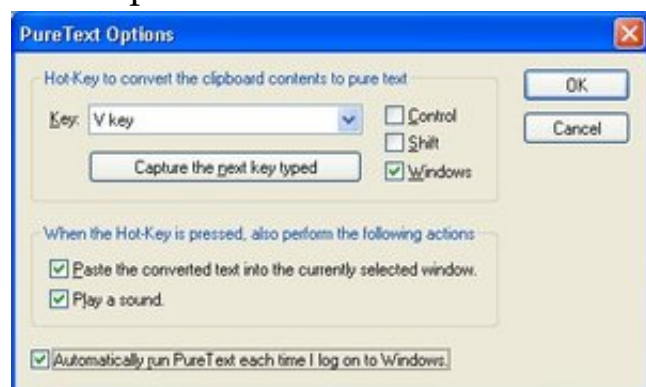 PureText Options
Hot-Key to convert the clipboard contents to pure text
Key: V key
Control
Shift
Windows
Capture the next key typed
OK
Cancel
When the Hot-Key is pressed, also perform the following actions
Paste the converted text into the currently selected window.
Play a sound.
Automatically run PureText each time I log on to Windows.